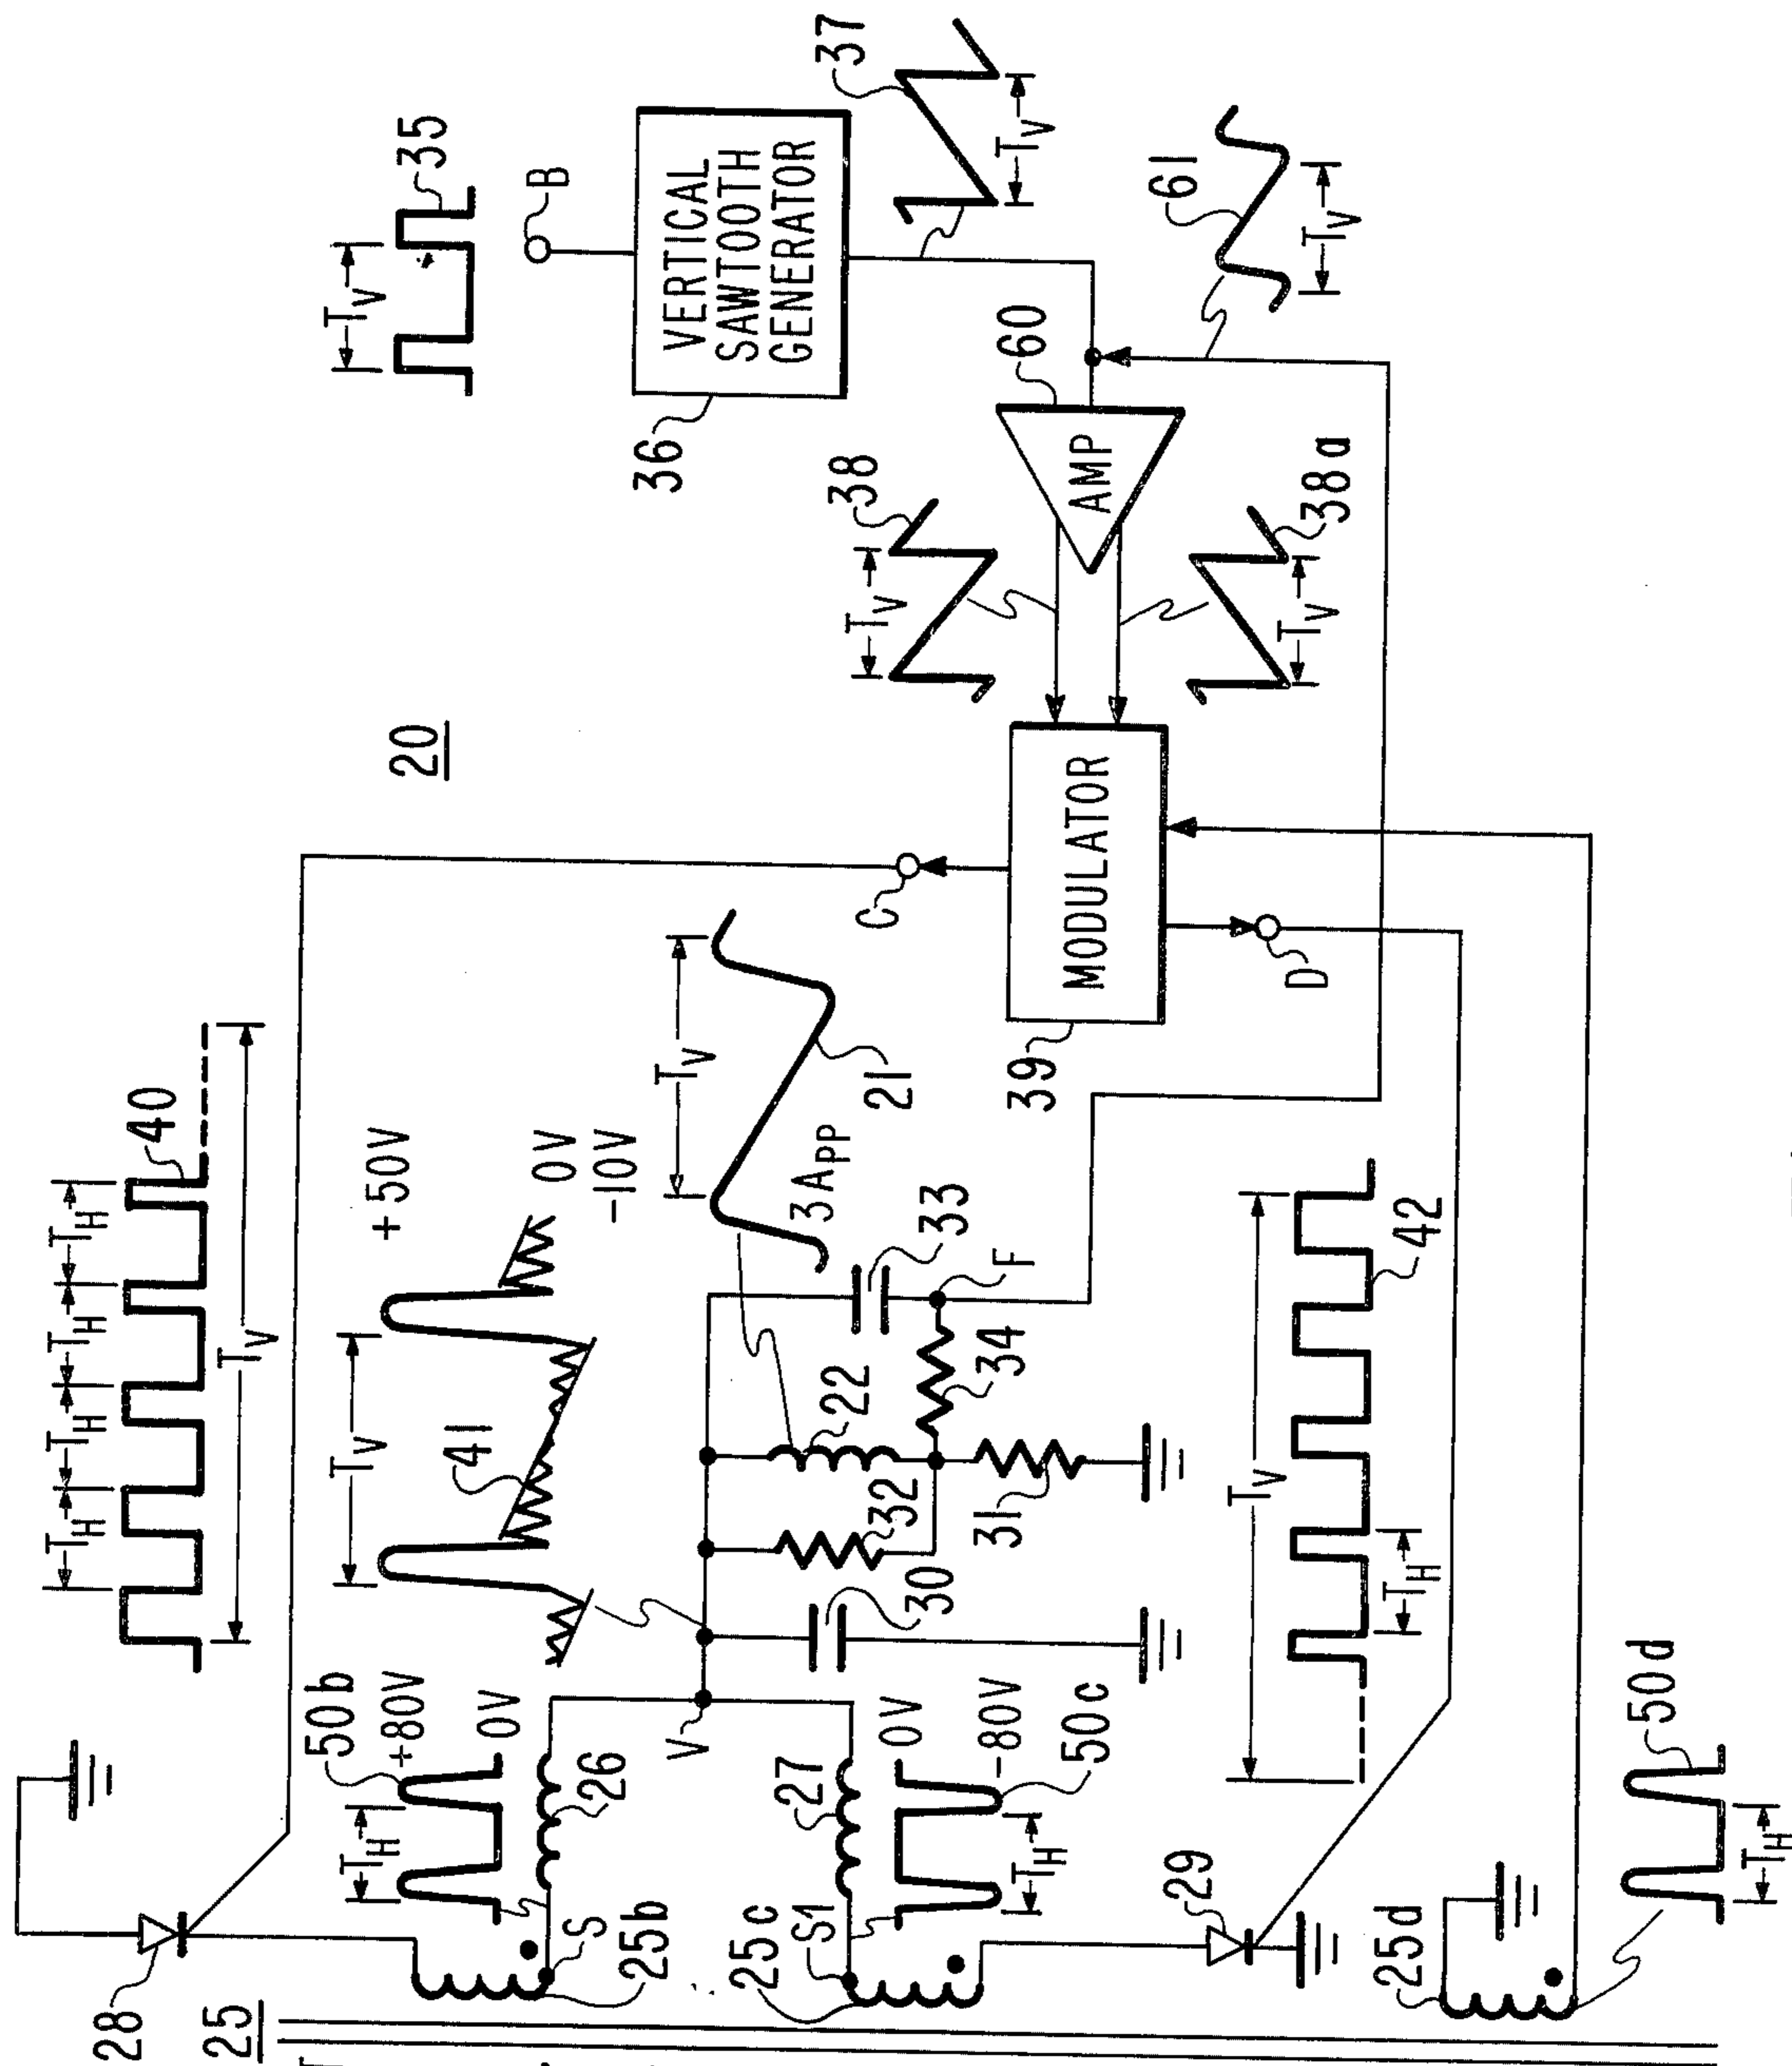 20
35
T_V
B
VERTICAL
SAWTOOTH
GENERATOR
36
37
T_V
61
T_V
60
AMP
38
T_V
38a
T_V
MODULATOR
39
C
D
40
T_H
T_H
T_H
T_H
T_V
+50V
0V
-10V
T_V
41
T_V
21
3A_PP
33
F
34
22
32
31
30
V
42
T_V
T_H
50b
+80V
0V
T_H
26
27
0V
-80V
50c
T_H
S
25b
25c
S1
28
25
29
25d
50d
T_H